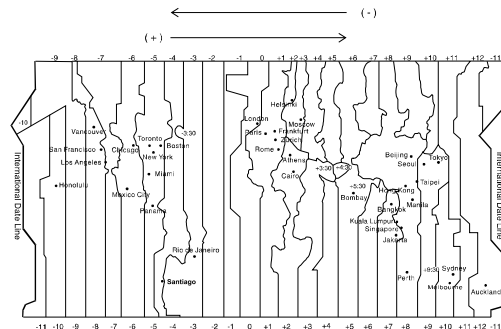 (-)
(+)
-9 -8 -7 -6 -5 -4 -3 -2 -1 0 +1 +2 +3 +4 +5 +6 +7 +8 +9 +10 +11 +12 -11
-10
International Date Line
Vancouver
San Francisco
Los Angeles
Honolulu
Chicago
Toronto
New York
Boston
-3:30
Miami
Mexico City
Panama
Rio de Janeiro
Santiago
Helsinki
London
Moscow
Paris
Frankfurt
Zürich
Rome
Athens
Cairo
+3:30
+4:30
+5:30
Bombay
Beijing
Seoul
Tokyo
Hong Kong
Taipei
Bangkok
Manila
Kuala Lumpur
Singapore
Jakarta
Perth
+9:30
Sydney
Melbourne
Auckland
International Date Line
-11 -10 -9 -8 -7 -6 -5 -4 -3 -2 -1 0 +1 +2 +3 +4 +5 +6 +7 +8 +9 +10 +11 +12 -11